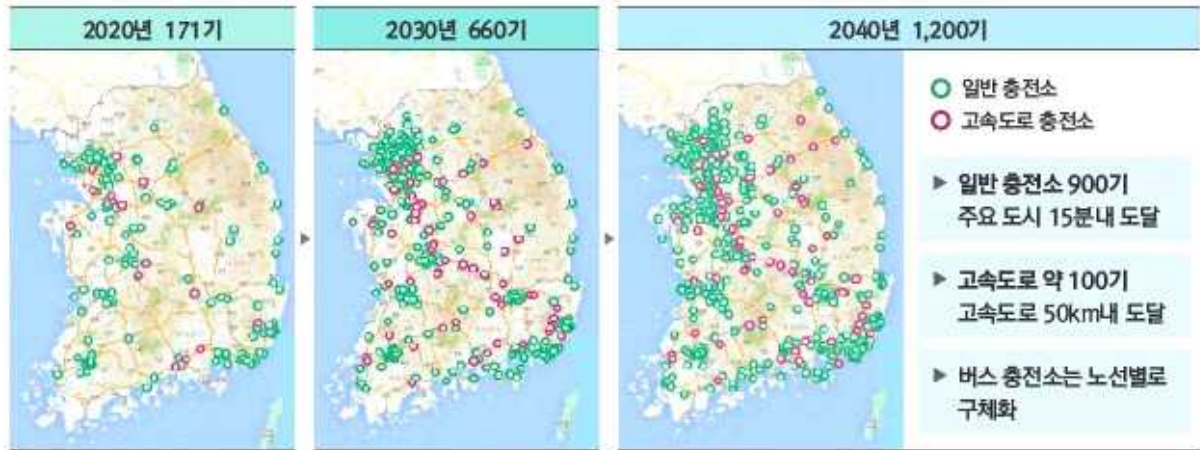 2020년 171기
2030년 660기
2040년 1,200기
일반 충전소
고속도로 충전소
▶ 일반 충전소 900기
주요 도시 15분내 도달
▶ 고속도로 약 100기
고속도로 50km내 도달
▶ 버스 충전소는 노선별로
구체화